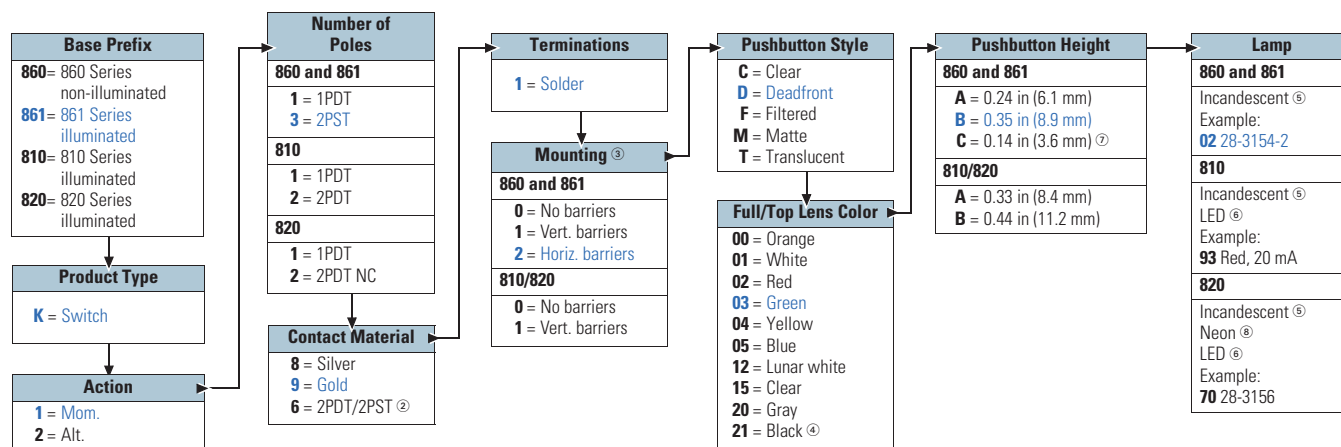 Base Prefix
860= 860 Series
non-illuminated
861= 861 Series
illuminated
810= 810 Series
illuminated
820= 820 Series
illuminated
Product Type
K = Switch
Action
1 = Mom.
2 = Alt.
Number of
Poles
860 and 861
1 = 1PDT
3 = 2PST
810
1 = 1PDT
2 = 2PDT
820
1 = 1PDT
2 = 2PDT NC
Contact Material
8 = Silver
9 = Gold
6 = 2PDT/2PST ②
Terminations
1 = Solder
Mounting ③
860 and 861
0 = No barriers
1 = Vert. barriers
2 = Horiz. barriers
810/820
0 = No barriers
1 = Vert. barriers
Pushbutton Style
C = Clear
D = Deadfront
F = Filtered
M = Matte
T = Translucent
Full/Top Lens Color
00 = Orange
01 = White
02 = Red
03 = Green
04 = Yellow
05 = Blue
12 = Lunar white
15 = Clear
20 = Gray
21 = Black ④
Pushbutton Height
860 and 861
A = 0.24 in (6.1 mm)
B = 0.35 in (8.9 mm)
C = 0.14 in (3.6 mm) ⑦
810/820
A = 0.33 in (8.4 mm)
B = 0.44 in (11.2 mm)
Lamp
860 and 861
Incandescent ⑤
Example:
02 28-3154-2
810
Incandescent ⑤
LED ⑥
Example:
93 Red, 20 mA
820
Incandescent ⑤
Neon ⑧
LED ⑥
Example:
70 28-3156